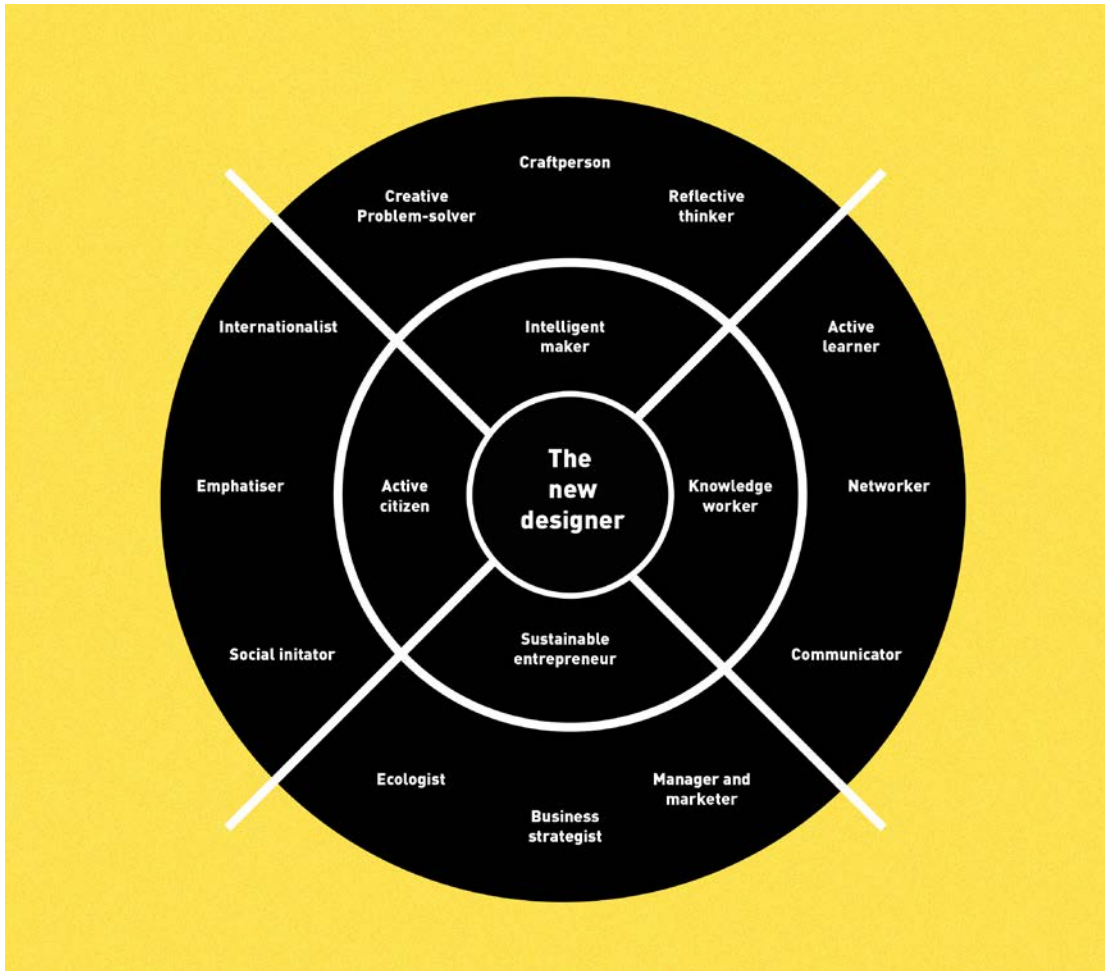 Craftperson
Creative
Problem-solver
Reflective
thinker
Internationalist
Intelligent
maker
Active
learner
Emphatiser
Active
citizen
The
new
designer
Knowledge
worker
Networker
Social initator
Sustainable
entrepreneur
Communicator
Ecologist
Manager and
marketer
Business
strategist